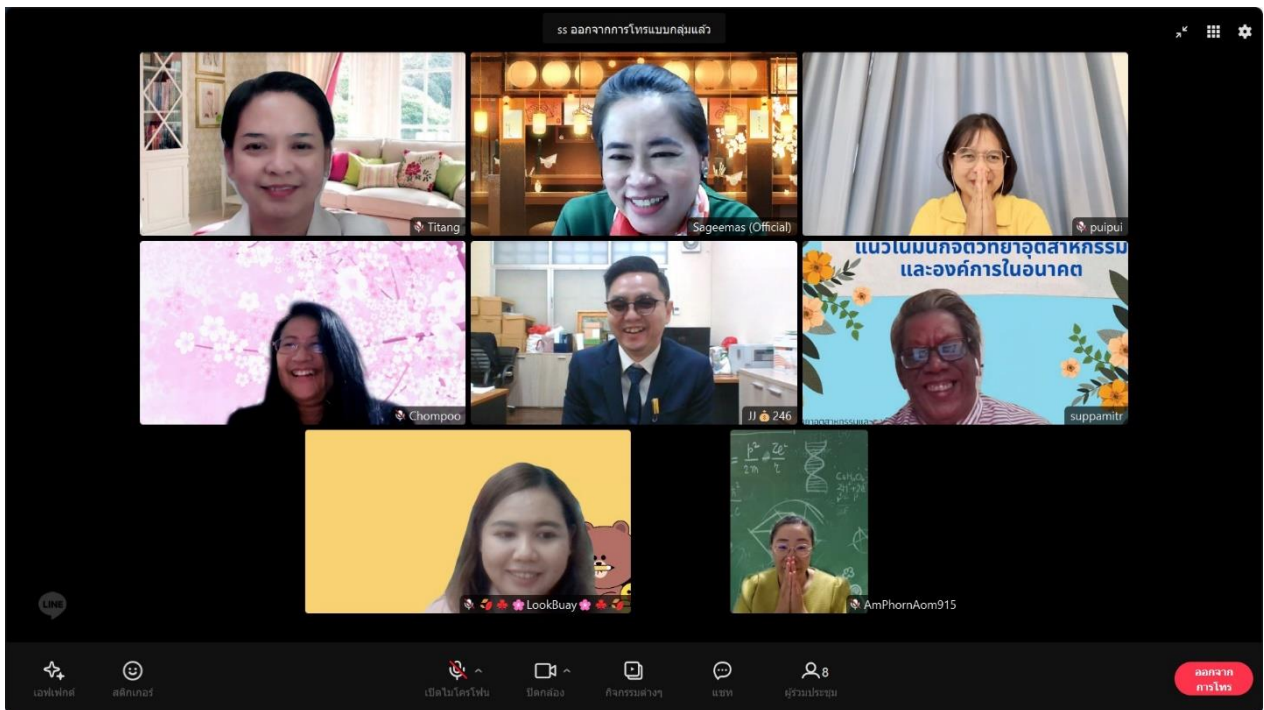 ss ออกจากการโทรแบบกลุ่มแล้ว
Titang
Sageemas (Official)
puipui
Chompoo
JJ 💰 246
แนวโน้มนักจิตวิทยาอุตสาหกรรม
และองค์การในอนาคต
suppamitr
LookBuay
AmPhornAom915
LINE
เอฟเฟกต์
สติกเกอร์
เปิดไมโครโฟน
ปิดกล้อง
กิจกรรมต่างๆ
แชท
8
ผู้ร่วมประชุม
ออกจาก
การโทร